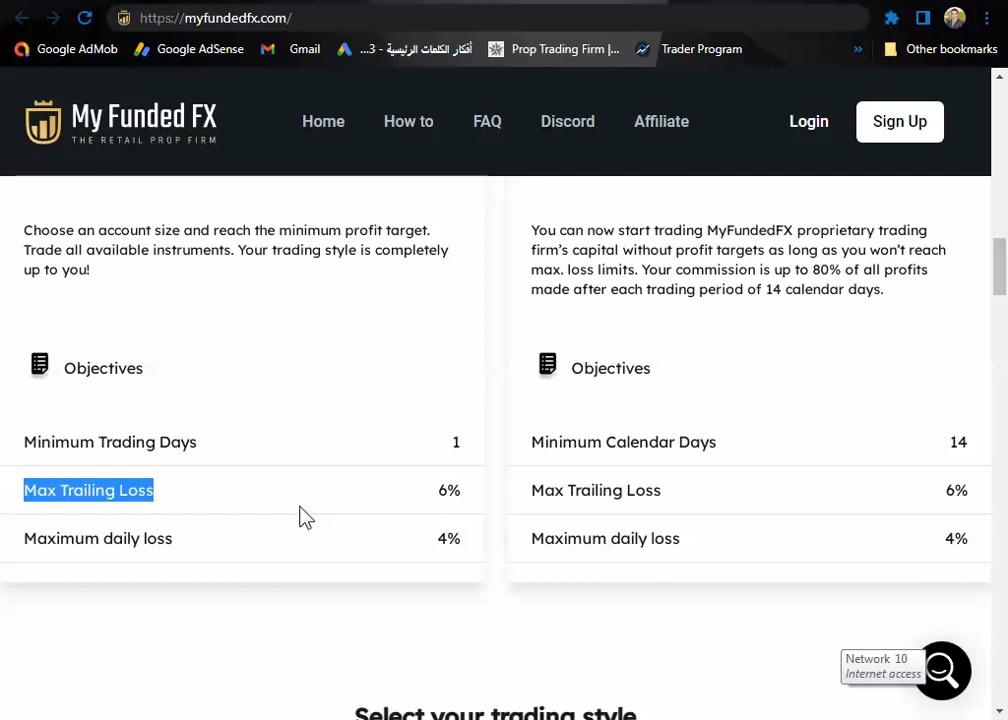 https://myfundedfx.com/
Google AdMob
Google AdSense
Gmail
أفكار الكلمات الرئيسية - 3...
Prop Trading Firm |...
Trader Program
»
Other bookmarks
My Funded FX
THE RETAIL PROP FIRM
Home
How to
FAQ
Discord
Affiliate
Login
Sign Up
Choose an account size and reach the minimum profit target.
Trade all available instruments. Your trading style is completely
up to you!
Objectives
Minimum Trading Days 1
Max Trailing Loss 6%
Maximum daily loss 4%
You can now start trading MyFundedFX proprietary trading
firm's capital without profit targets as long as you won't reach
max. loss limits. Your commission is up to 80% of all profits
made after each trading period of 14 calendar days.
Objectives
Minimum Calendar Days 14
Max Trailing Loss 6%
Maximum daily loss 4%
Network 10
Internet access
Select your trading style